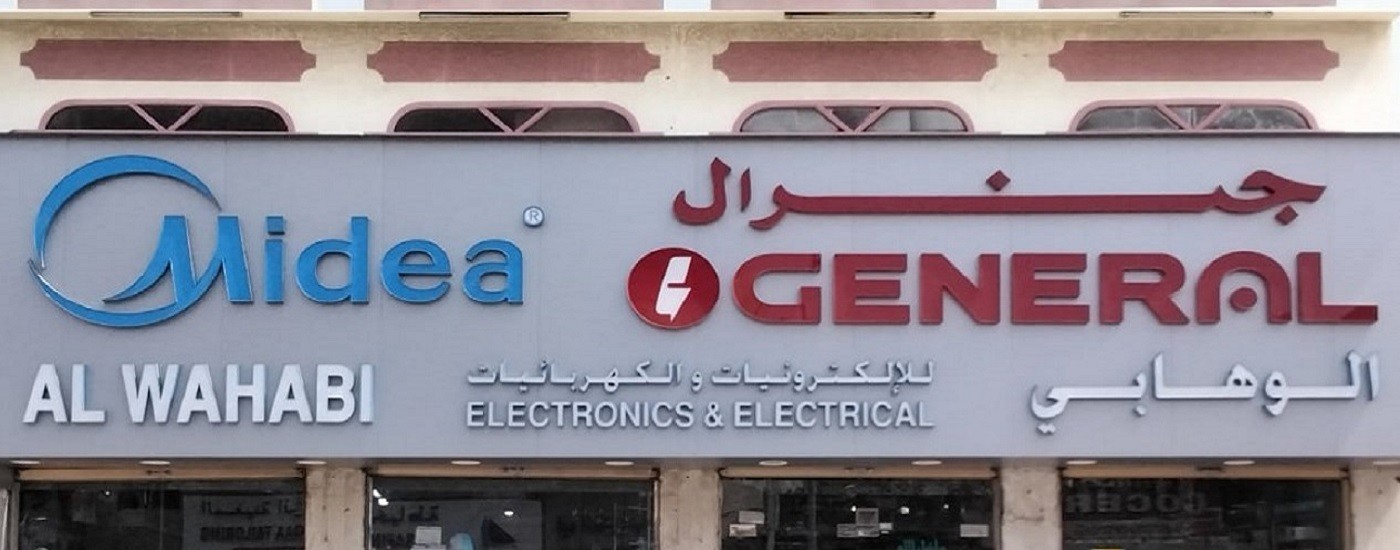 Midea®
جنرال
GENERAL
AL WAHABI
للإلكترونيات و الكهربائيات
ELECTRONICS & ELECTRICAL
الوهابي